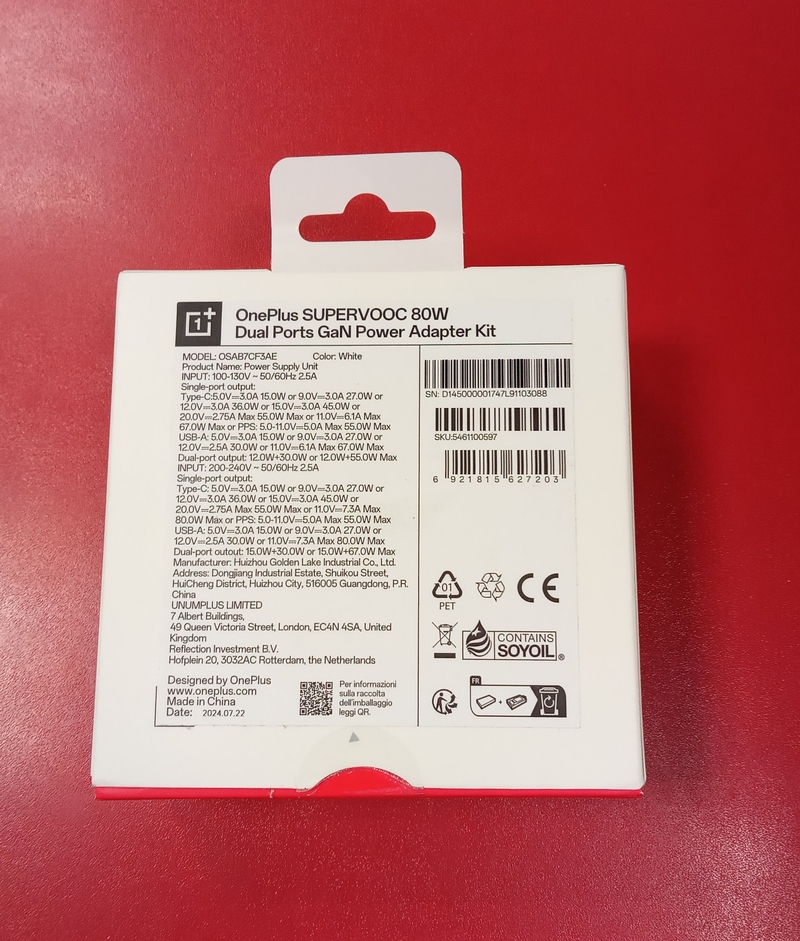 OnePlus SUPERVOOC 80W
Dual Ports GaN Power Adapter Kit
MODEL: OSAB7CF3AE Color: White
Product Name: Power Supply Unit
INPUT: 100-130V ~ 50/60Hz 2.5A
Single-port output:
Type-C:5.0V⎓3.0A 15.0W or 9.0V⎓3.0A 27.0W or
12.0V⎓3.0A 36.0W or 15.0V⎓3.0A 45.0W or
20.0V⎓2.75A Max 55.0W Max or 11.0V⎓6.1A Max
67.0W Max or PPS: 5.0-11.0V⎓5.0A Max 55.0W Max
USB-A: 5.0V⎓3.0A 15.0W or 9.0V⎓3.0A 27.0W or
12.0V⎓2.5A 30.0W or 11.0V⎓6.1A Max 67.0W Max
Dual-port output: 12.0W+30.0W or 12.0W+55.0W Max
INPUT: 200-240V ~ 50/60Hz 2.5A
Single-port output:
Type-C: 5.0V⎓3.0A 15.0W or 9.0V⎓3.0A 27.0W or
12.0V⎓3.0A 36.0W or 15.0V⎓3.0A 45.0W or
20.0V⎓2.75A Max 55.0W Max or 11.0V⎓7.3A Max
80.0W Max or PPS: 5.0-11.0V⎓5.0A Max 55.0W Max
USB-A: 5.0V⎓3.0A 15.0W or 9.0V⎓3.0A 27.0W or
12.0V⎓2.5A 30.0W or 11.0V⎓7.3A Max 80.0W Max
Dual-port outout: 15.0W+30.0W or 15.0W+67.0W Max
Manufacturer: Huizhou Golden Lake Industrial Co., Ltd.
Address: Dongjiang Industrial Estate, Shuikou Street,
HuiCheng District, Huizhou City, 516005 Guangdong, P.R.
China
UNUMPLUS LIMITED
7 Albert Buildings,
49 Queen Victoria Street, London, EC4N 4SA, United
Kingdom
Reflection Investment B.V.
Hofplein 20, 3032AC Rotterdam, the Netherlands
Designed by OnePlus
www.oneplus.com
Made in China
Date: 2024.07.22
Per informazioni
sulla raccolta
dell'imballaggio
leggi QR.
SN: D145000001747L91103088
SKU:5461100597
6 921815 627203
01
PET
CE
CONTAINS
SOYOIL®
FR